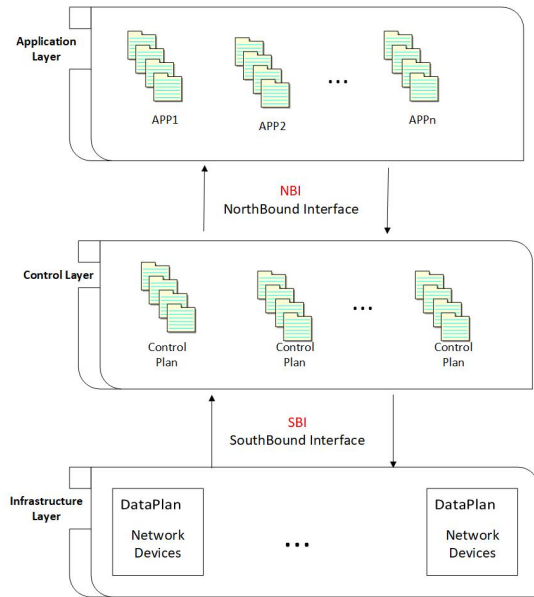 Application
Layer
APP1
APP2
...
APPn
NBI
NorthBound Interface
Control Layer
Control
Plan
Control
Plan
...
Control
Plan
SBI
SouthBound Interface
Infrastructure
Layer
DataPlan
Network
Devices
...
DataPlan
Network
Devices